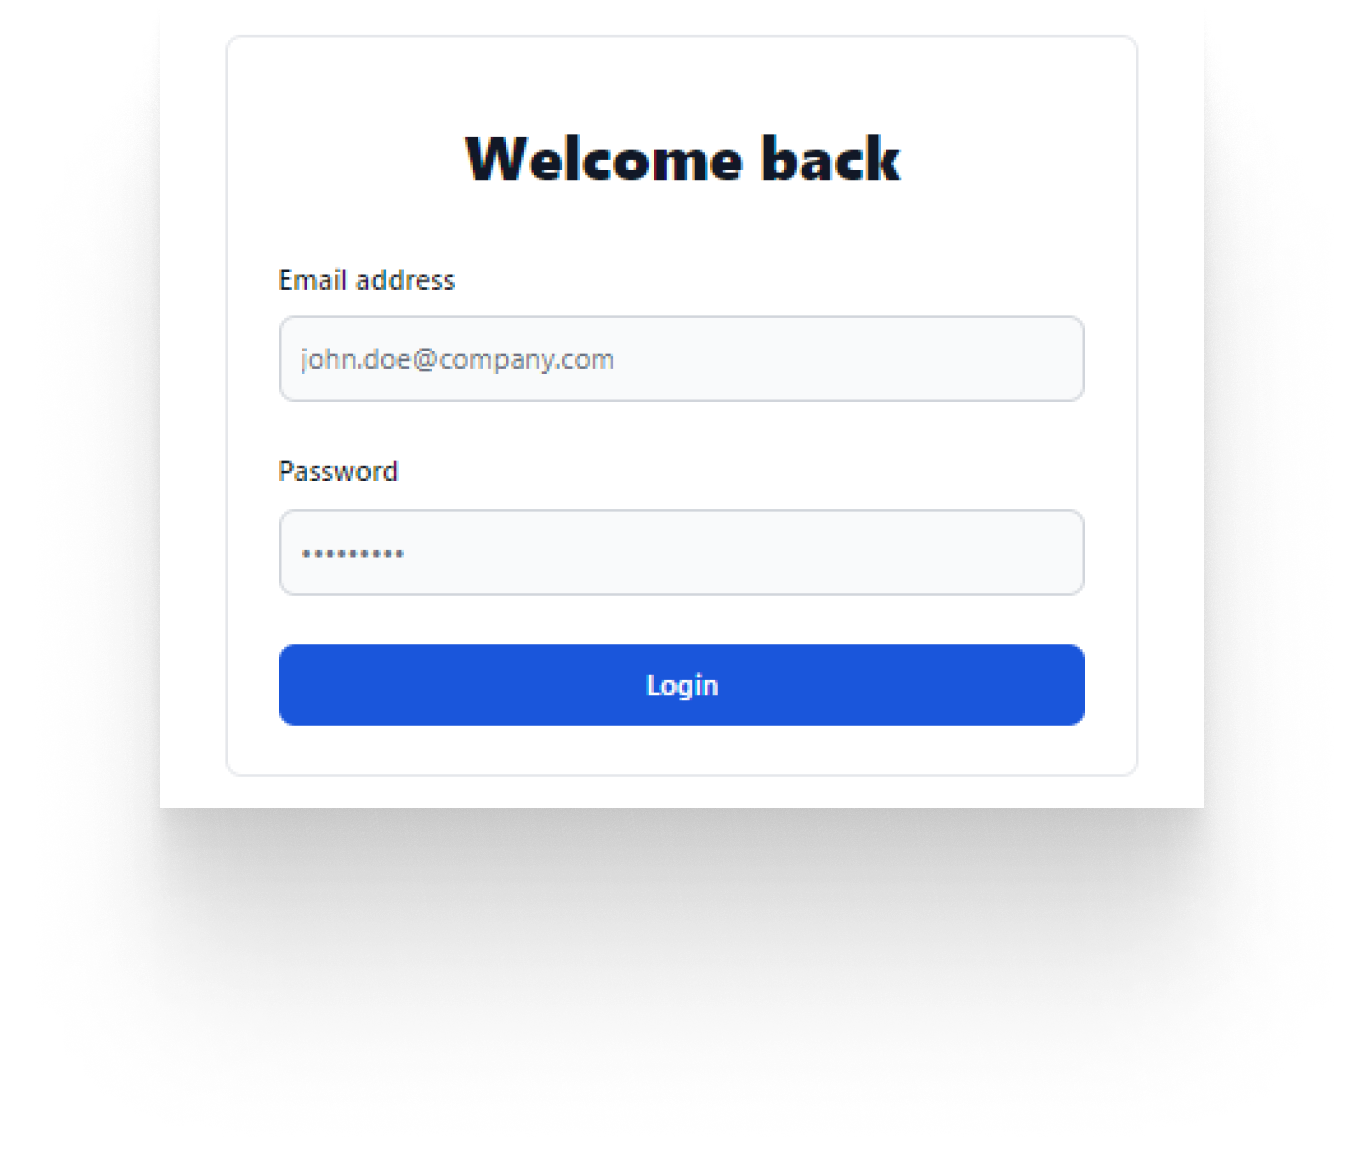 Welcome back
Email address
john.doe@company.com
Password
•••••••••
Login